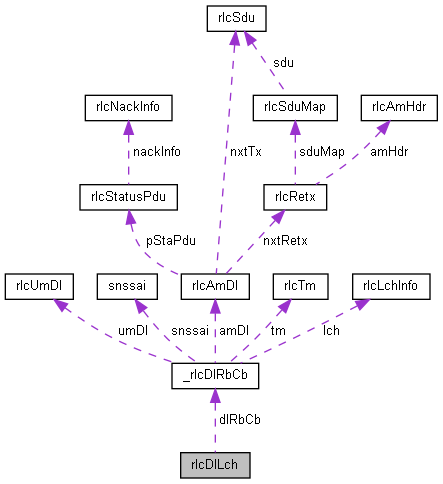 rlcSdu
sdu
rlcNackInfo
rlcSduMap
rlcAmHdr
nackInfo
nxtTx
sduMap
amHdr
rlcStatusPdu
rlcRetx
pStaPdu
nxtRetx
rlcUmDl
snssai
rlcAmDl
rlcTm
rlcLchInfo
umDl
snssai
amDl
tm
lch
_rlcDlRbCb
dlRbCb
rlcDlLch